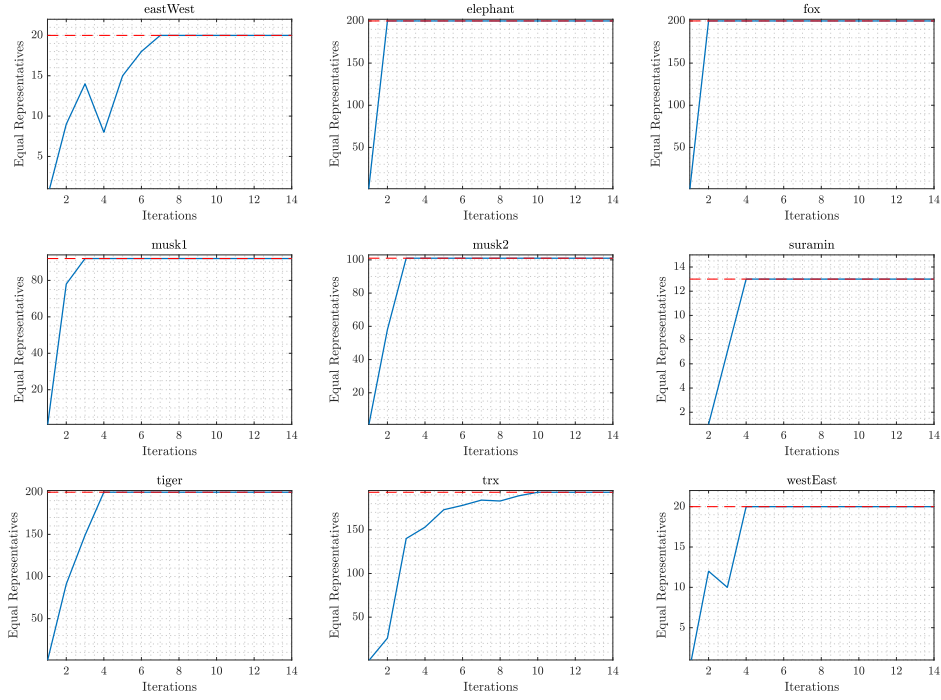 eastWest
20
15
10
5
Equal Representatives
2 4 6 8 10 12 14
Iterations
elephant
200
150
100
50
Equal Representatives
2 4 6 8 10 12 14
Iterations
fox
200
150
100
50
Equal Representatives
2 4 6 8 10 12 14
Iterations
musk1
80
60
40
20
Equal Representatives
2 4 6 8 10 12 14
Iterations
musk2
100
80
60
40
20
Equal Representatives
2 4 6 8 10 12 14
Iterations
suramin
14
12
10
8
6
4
2
Equal Representatives
2 4 6 8 10 12 14
Iterations
tiger
200
150
100
50
Equal Representatives
2 4 6 8 10 12 14
Iterations
trx
150
100
50
Equal Representatives
2 4 6 8 10 12 14
Iterations
westEast
20
15
10
5
Equal Representatives
2 4 6 8 10 12 14
Iterations